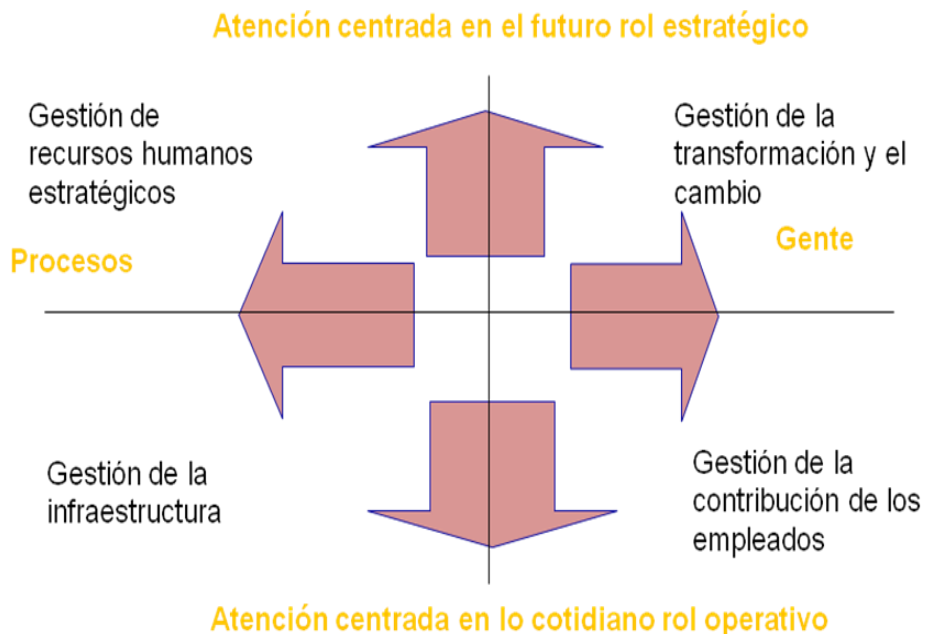 Atención centrada en el futuro rol estratégico
Gestión de
recursos humanos
estratégicos
Gestión de la
transformación y el
cambio
Procesos
Gente
Gestión de la
infraestructura
Gestión de la
contribución de los
empleados
Atención centrada en lo cotidiano rol operativo